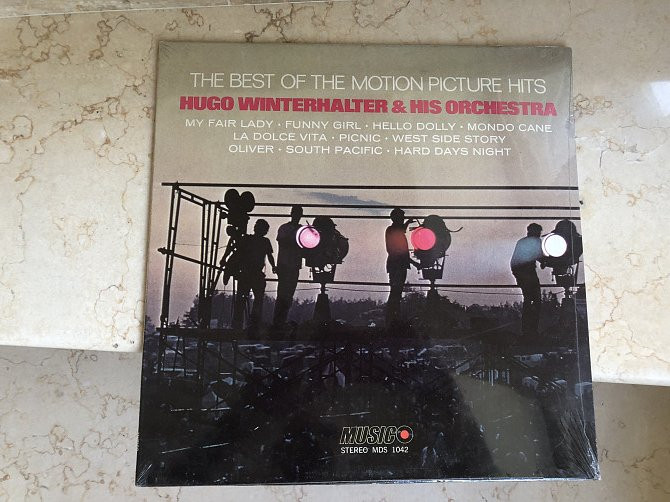 THE BEST OF THE MOTION PICTURE HITS
HUGO WINTERHALTER & HIS ORCHESTRA
MY FAIR LADY · FUNNY GIRL · HELLO DOLLY · MONDO CANE
LA DOLCE VITA · PICNIC · WEST SIDE STORY
OLIVER · SOUTH PACIFIC · HARD DAYS NIGHT
MUSICO
STEREO MDS 1042